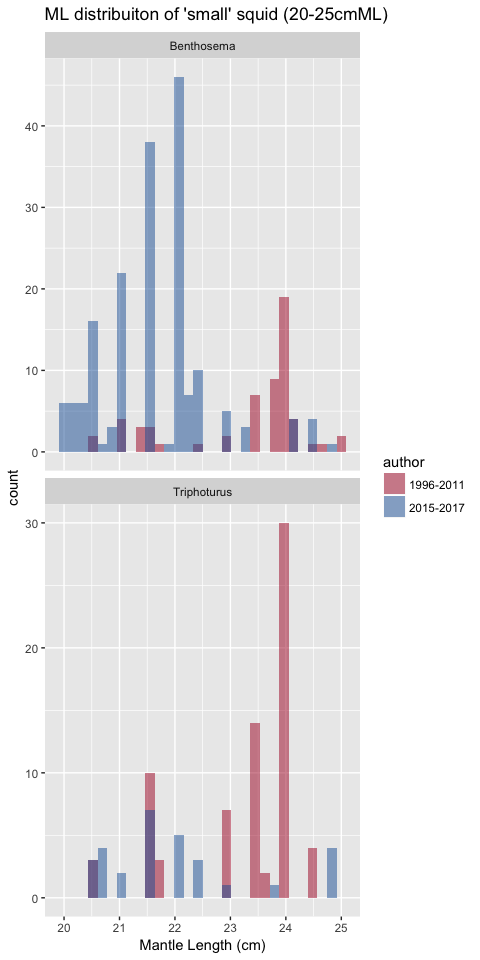 ML distribuiton of 'small' squid (20-25cmML)
Benthosema
40
30
20
10
0
count
Triphoturus
30
20
10
0
20 21 22 23 24 25
Mantle Length (cm)
author
1996-2011
2015-2017